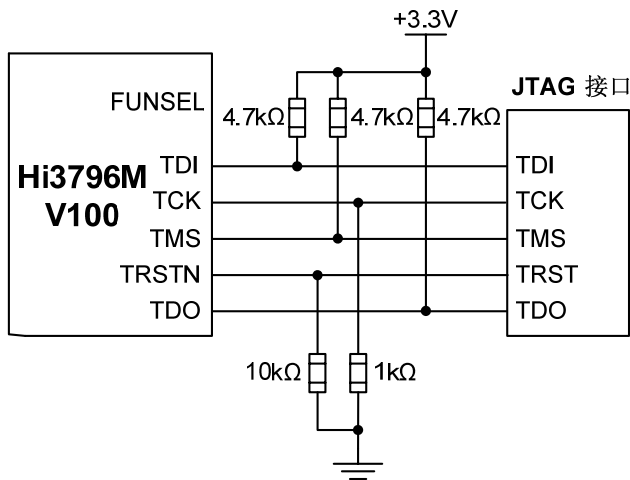 +3.3V
JTAG 接口
FUNSEL
4.7kΩ
4.7kΩ
4.7kΩ
Hi3796M
V100
TDI
TCK
TMS
TRSTN
TDO
TDI
TCK
TMS
TRST
TDO
10kΩ
1kΩ